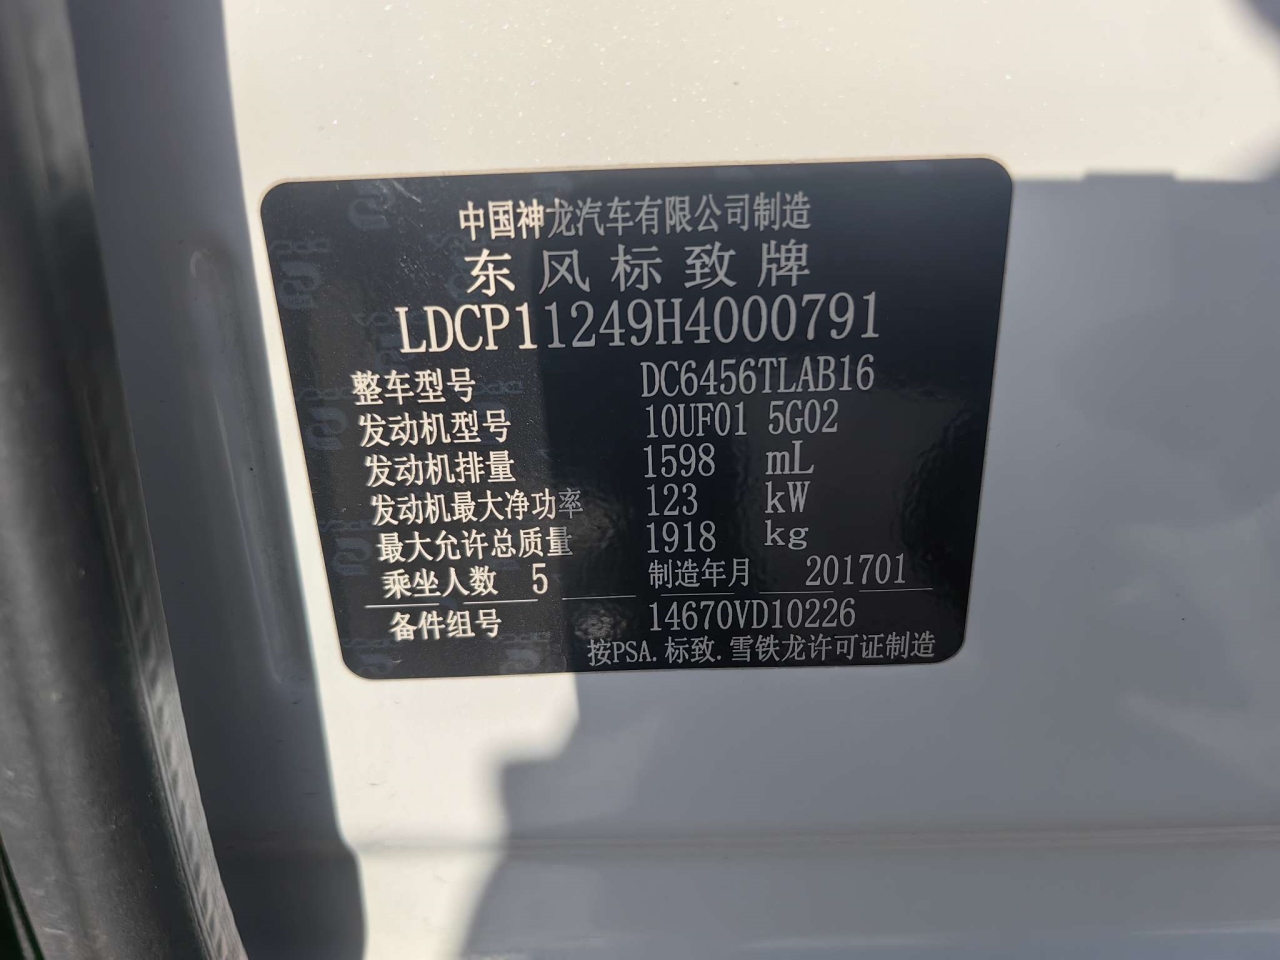 中国神龙汽车有限公司制造
东风标致牌
LDCP11249H4000791
整车型号 DC6456TLAB16
发动机型号 10UF01 5G02
发动机排量 1598 mL
发动机最大净功率 123 kW
最大允许总质量 1918 kg
乘坐人数 5 制造年月 201701
备件组号 14670VD10226
按PSA.标致.雪铁龙许可证制造